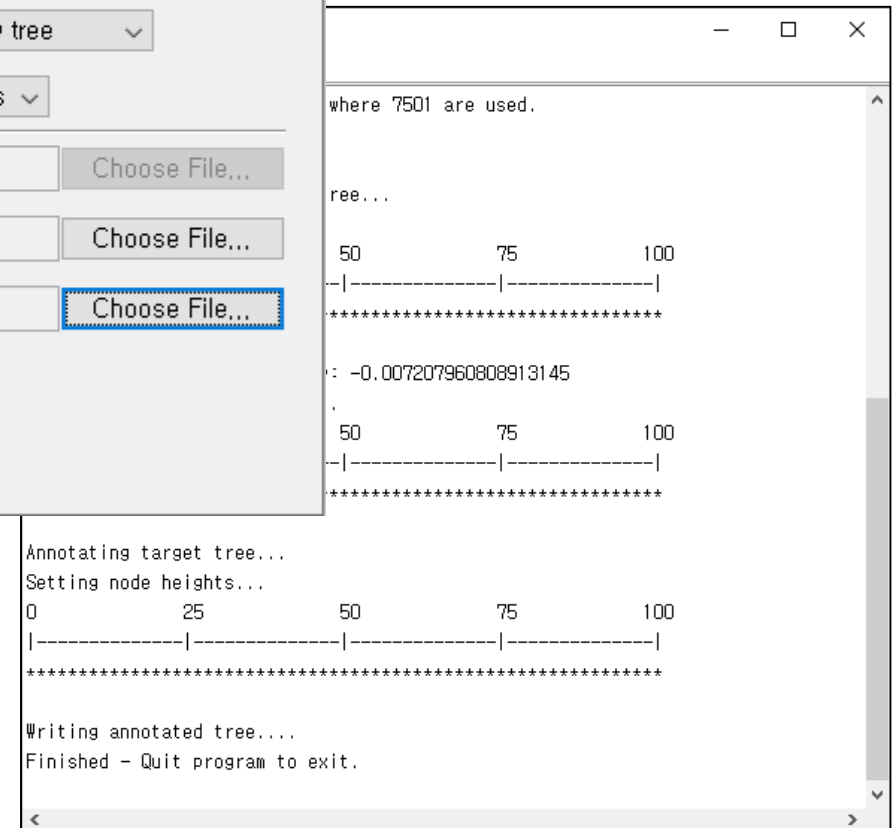 tree
where 7501 are used.
Choose File...
ree...
Choose File...
50 75 100
--|--------------|--------------|
Choose File...
********************************
: -0.007207960808913145
.
50 75 100
--|--------------|--------------|
********************************
Annotating target tree...
Setting node heights...
0 25 50 75 100
|--------------|--------------|--------------|--------------|
*************************************************************
Writing annotated tree....
Finished - Quit program to exit.